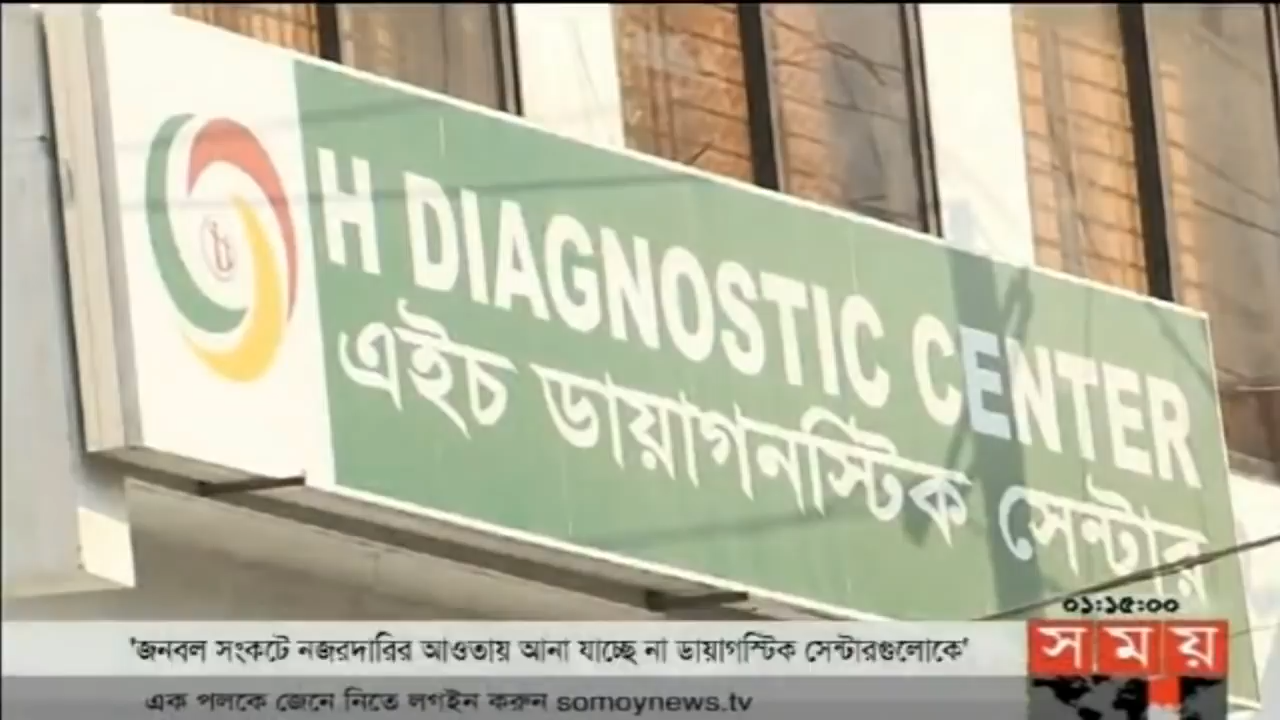 H DIAGNOSTIC CENTER
এইচ ডায়াগনস্টিক সেন্টার
০১:১৫:০০
'জনবল সংকটে নজরদারির আওতায় আনা যাচ্ছে না ডায়াগস্টিক সেন্টারগুলোকে'
সময়
এক পলকে জেনে নিতে লগইন করুন somoynews.tv